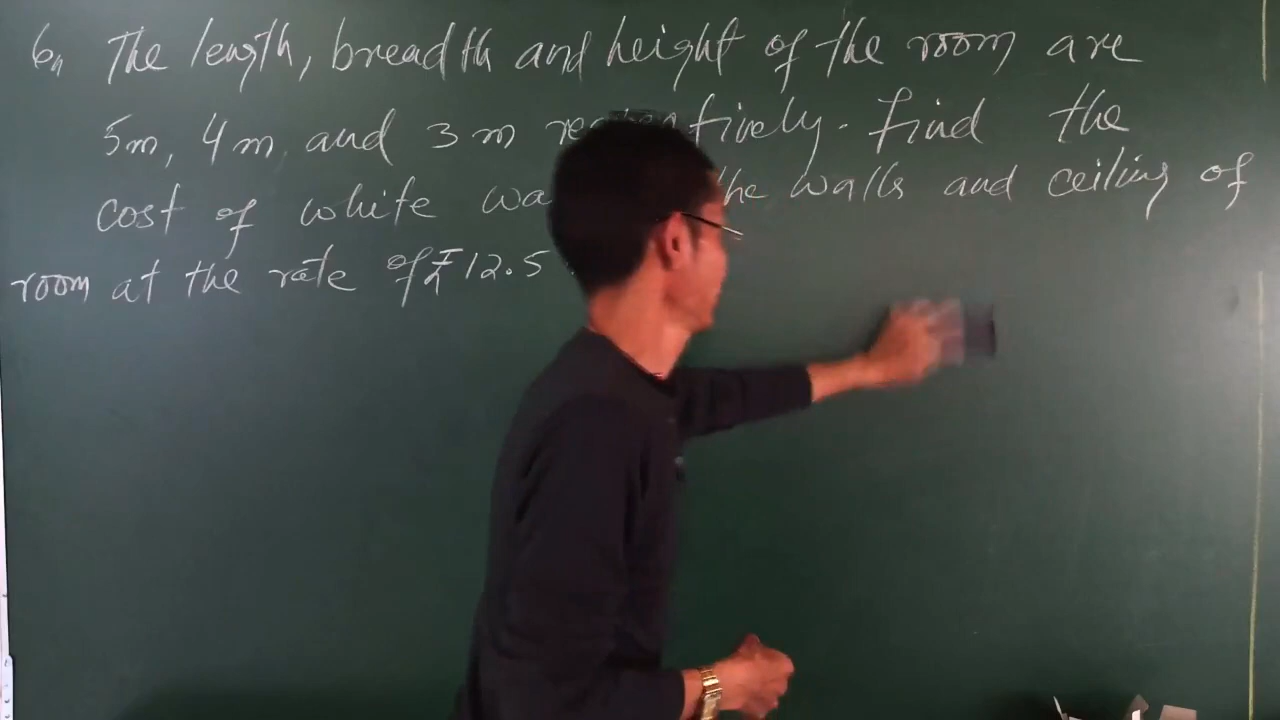 6, The length, breadth and height of the room are
5m, 4m, and 3m respectively. Find the
cost of white the walls and ceiling of
room at the rate of ₹12.5